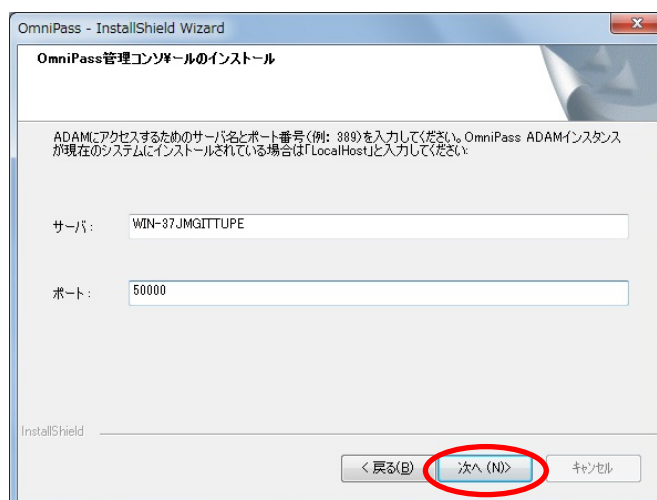 OmniPass - InstallShield Wizard
OmniPass管理コンソ¥ールのインストール
ADAMにアクセスするためのサーバ名とポート番号(例: 389)を入力してください。OmniPass ADAMインスタンス
が現在のシステムにインストールされている場合は「LocalHost」と入力してください:
サーバ:
WIN-37JMGITTUPE
ポート:
50000
InstallShield
< 戻る(B)
次へ (N)>
キャンセル